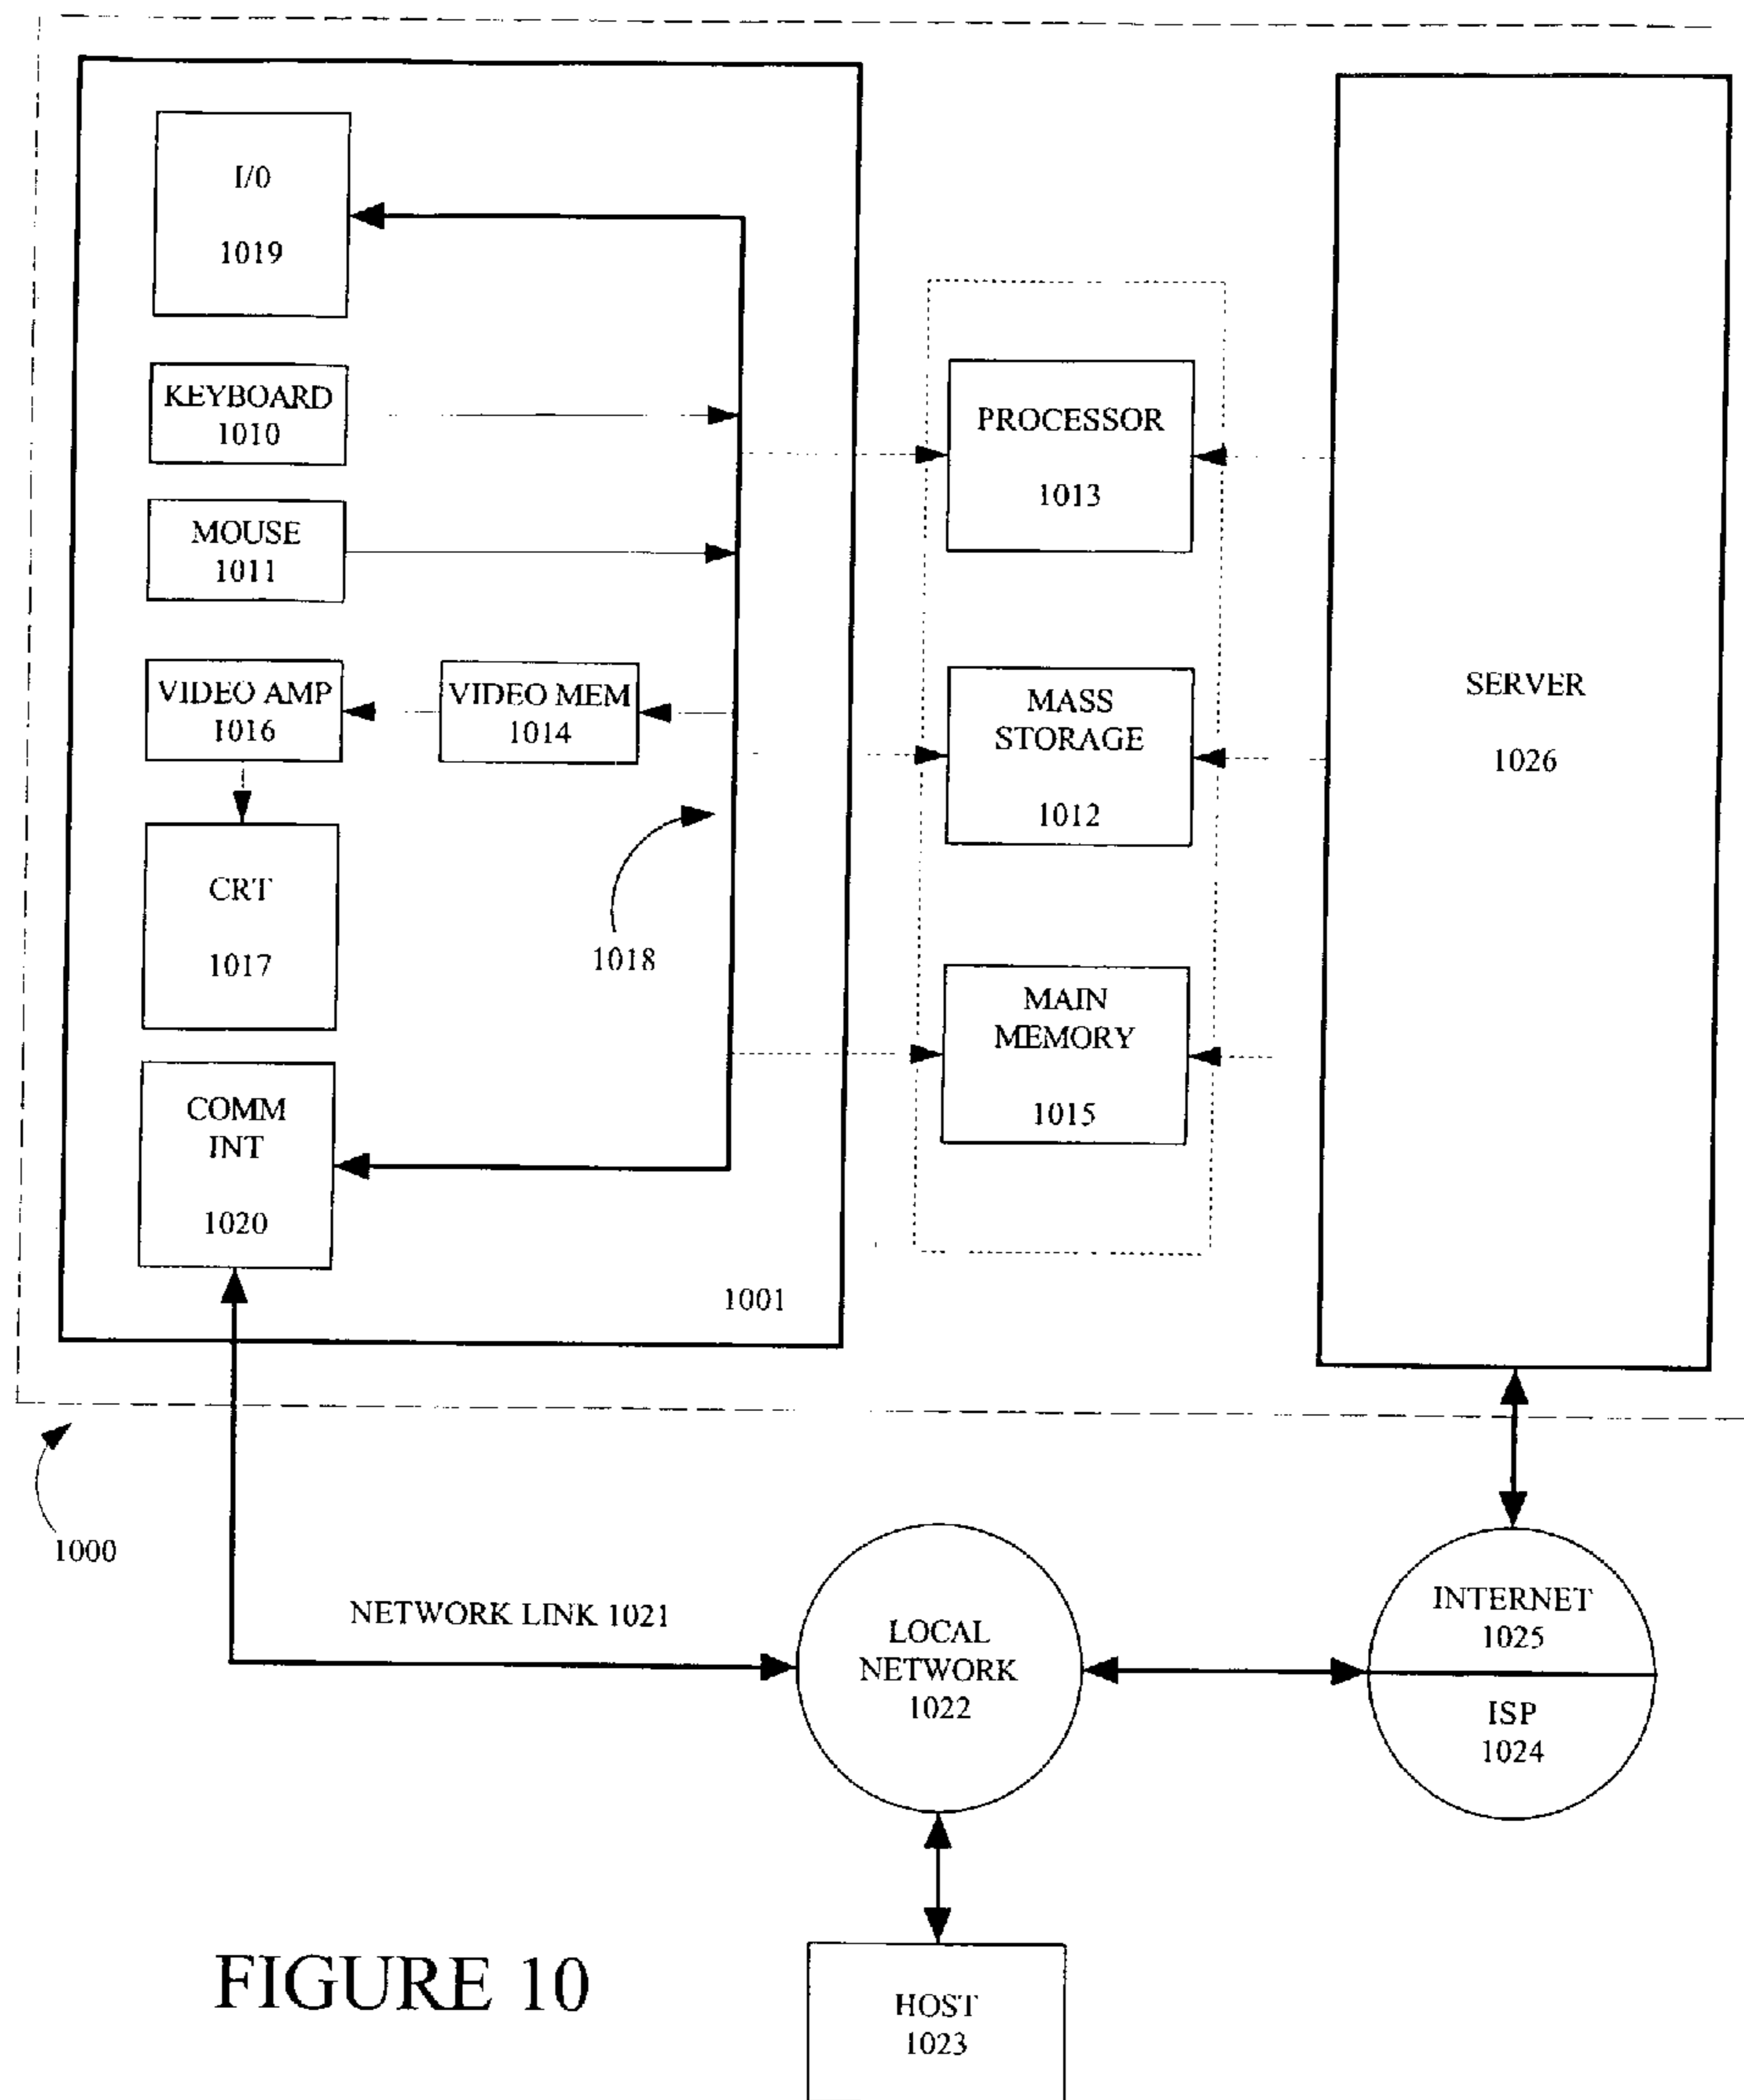 I/0
1019
KEYBOARD
1010
MOUSE
1011
VIDEO AMP
1016
VIDEO MEM
1014
CRT
1017
1018
COMM
INT
1020
1001
PROCESSOR
1013
MASS
STORAGE
1012
MAIN
MEMORY
1015
SERVER
1026
1000
NETWORK LINK 1021
LOCAL
NETWORK
1022
INTERNET
1025
ISP
1024
HOST
1023
FIGURE 10